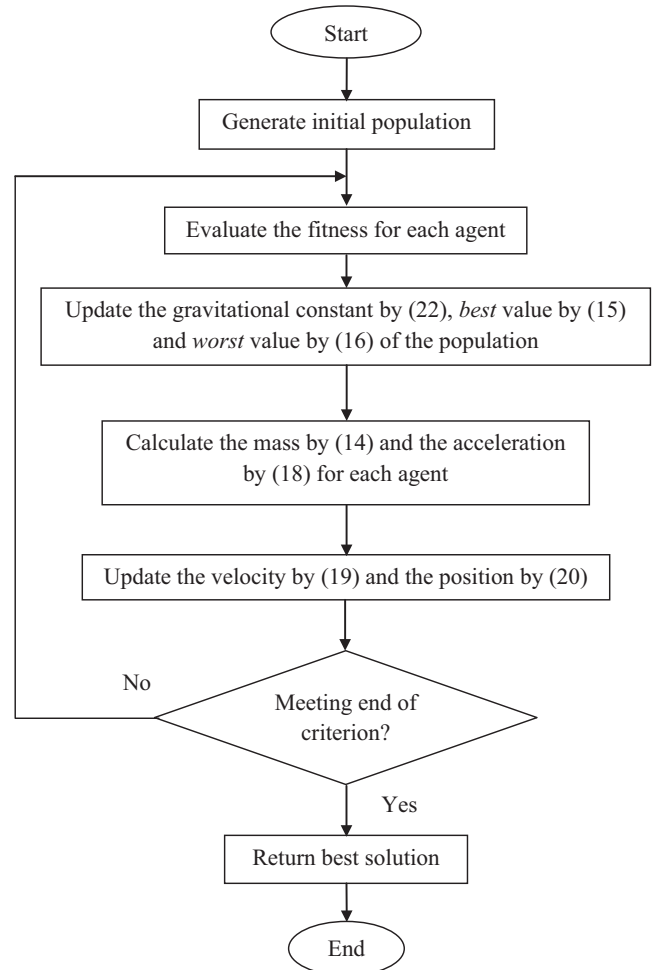 Start
Generate initial population
Evaluate the fitness for each agent
Update the gravitational constant by (22), best value by (15)
and worst value by (16) of the population
Calculate the mass by (14) and the acceleration
by (18) for each agent
Update the velocity by (19) and the position by (20)
No
Meeting end of
criterion?
Yes
Return best solution
End